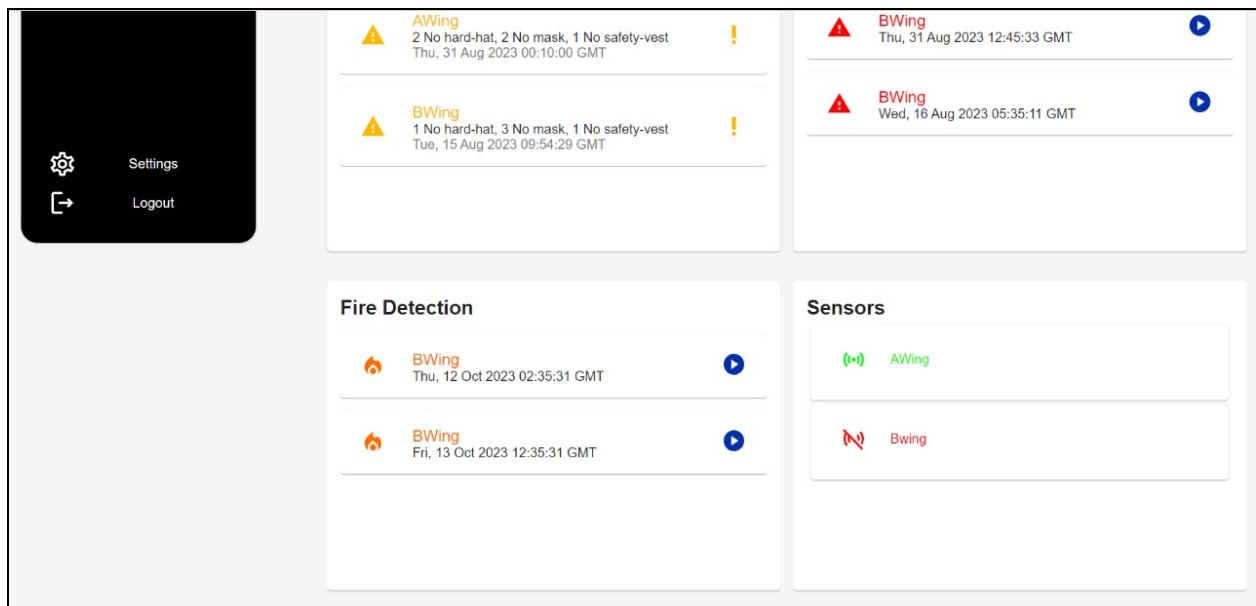 AWing
2 No hard-hat, 2 No mask, 1 No safety-vest
Thu, 31 Aug 2023 00:10:00 GMT
BWing
1 No hard-hat, 3 No mask, 1 No safety-vest
Tue, 15 Aug 2023 09:54:29 GMT
BWing
Thu, 31 Aug 2023 12:45:33 GMT
BWing
Wed, 16 Aug 2023 05:35:11 GMT
Settings
Logout
Fire Detection
BWing
Thu, 12 Oct 2023 02:35:31 GMT
BWing
Fri, 13 Oct 2023 12:35:31 GMT
Sensors
AWing
Bwing